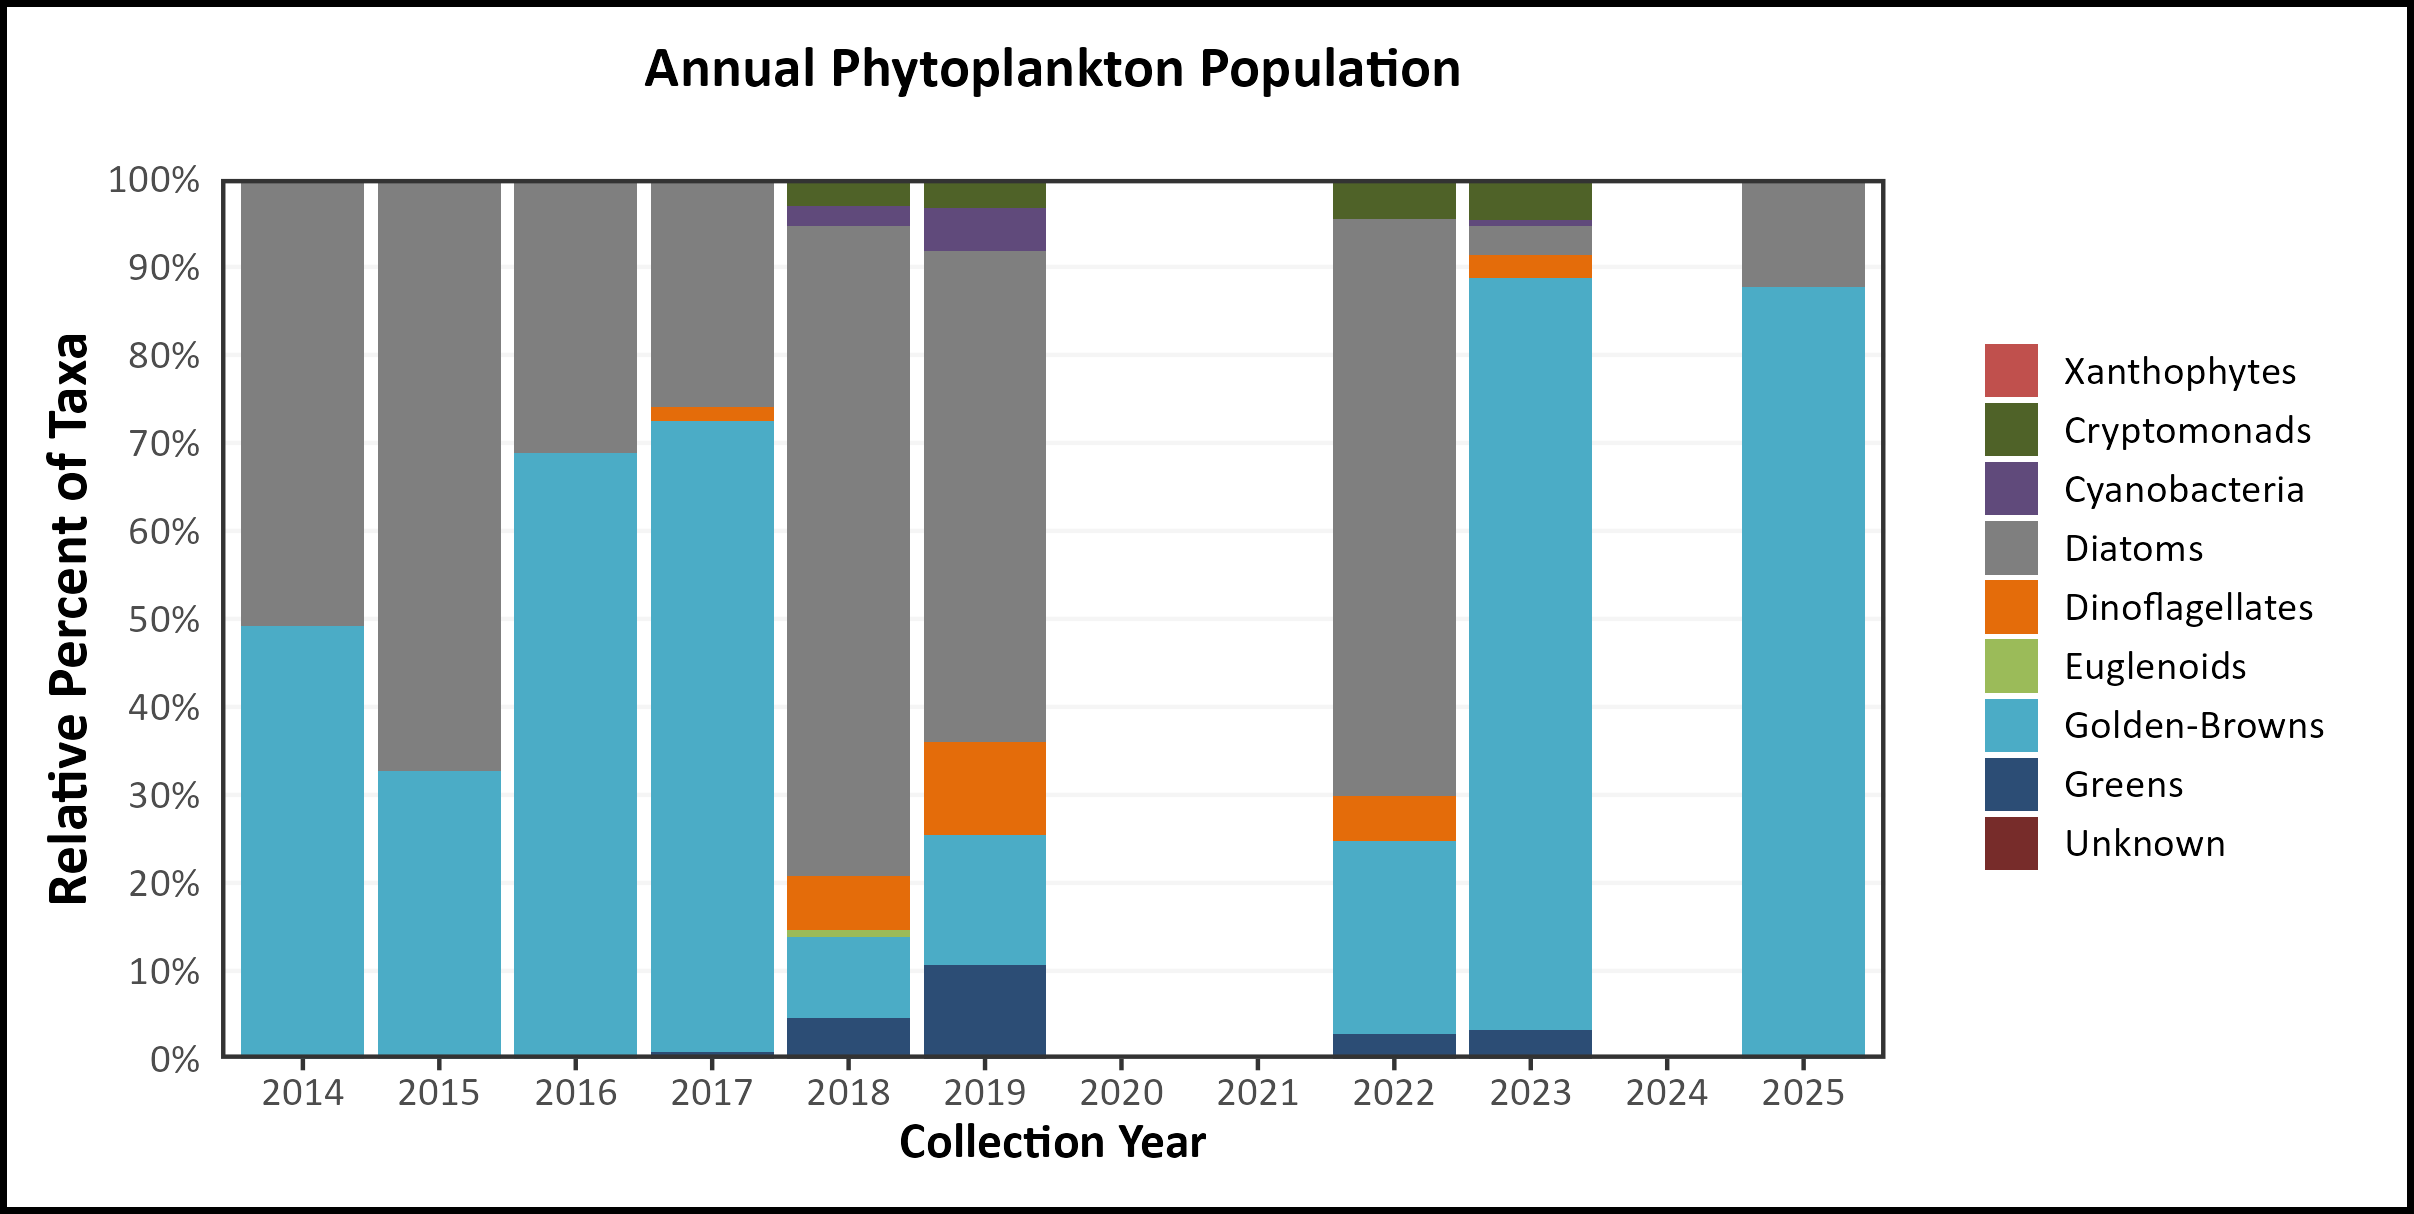 Annual Phytoplankton Population
Relative Percent of Taxa
100%
90%
80%
70%
60%
50%
40%
30%
20%
10%
0%
2014 2015 2016 2017 2018 2019 2020 2021 2022 2023 2024 2025
Collection Year
Xanthophytes
Cryptomonads
Cyanobacteria
Diatoms
Dinoflagellates
Euglenoids
Golden-Browns
Greens
Unknown